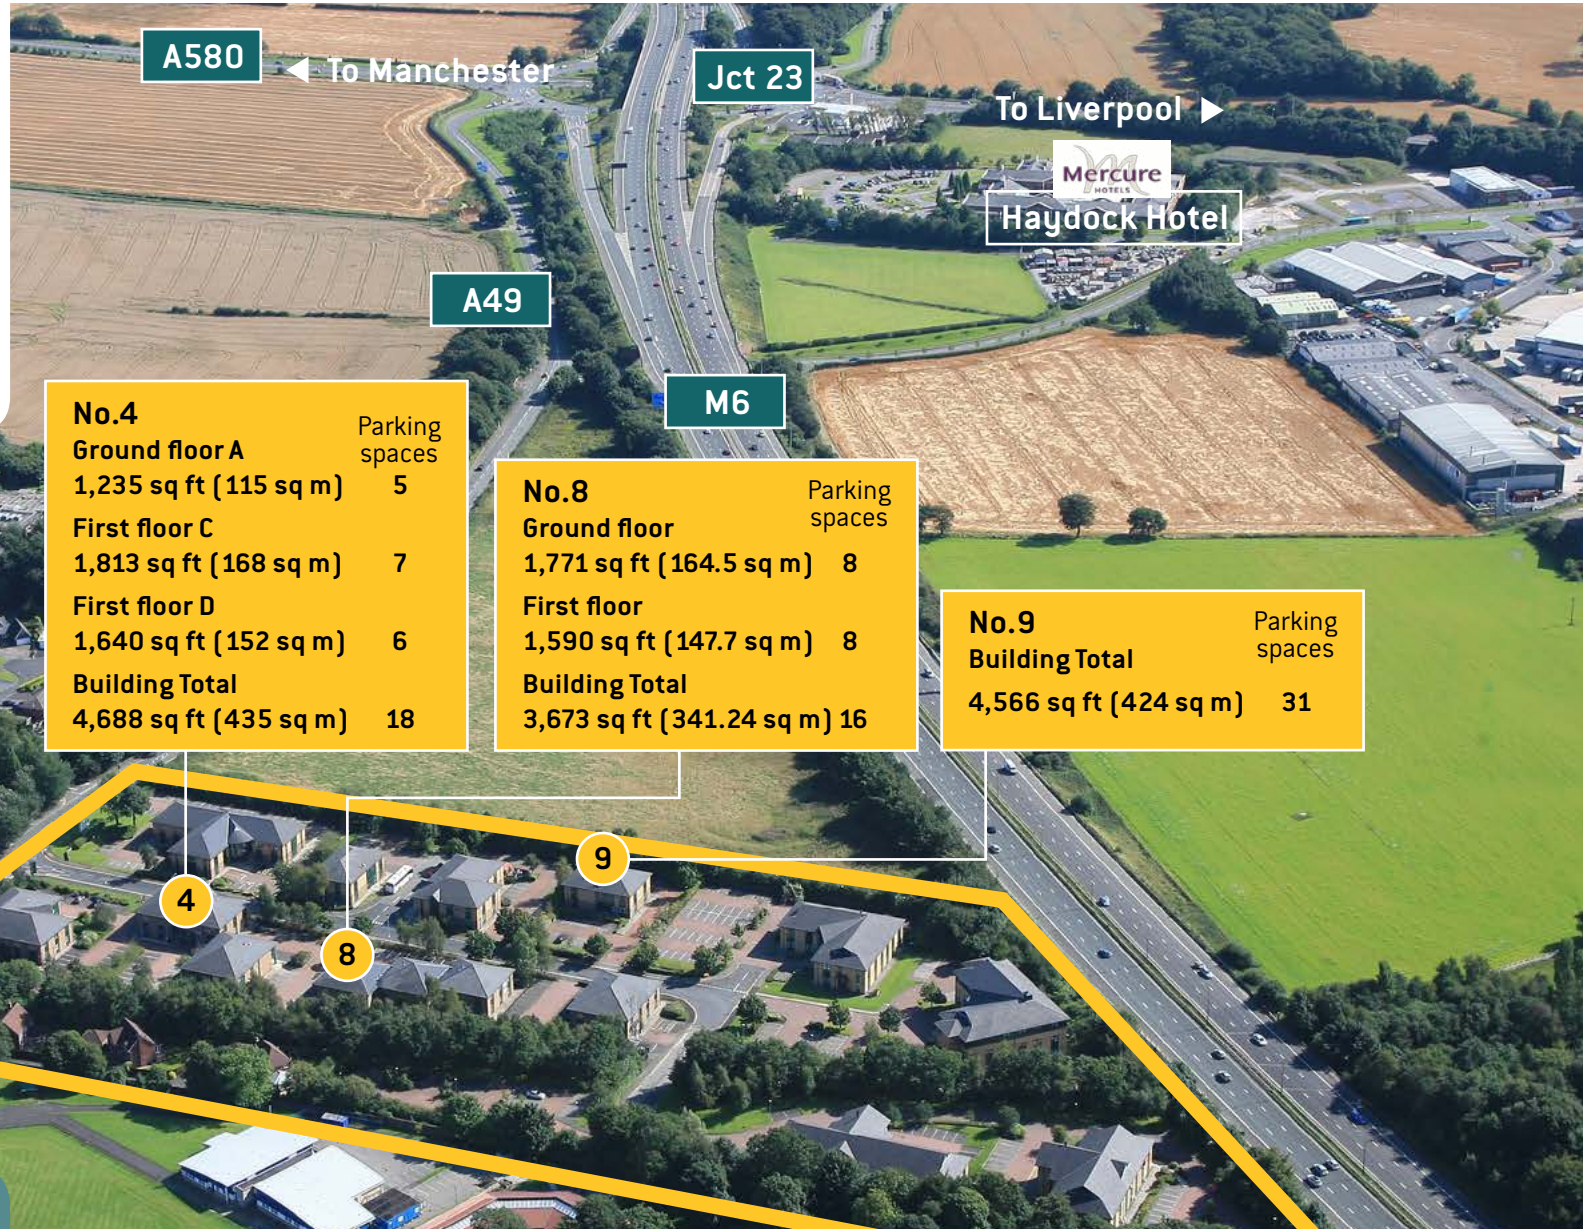 A580
To Manchester
Jct 23
To Liverpool
Mercure
HOTELS
Haydock Hotel
A49
M6
No.4
Parking
spaces
Ground floor A
1,235 sq ft (115 sq m) 5
First floor C
1,813 sq ft (168 sq m) 7
First floor D
1,640 sq ft (152 sq m) 6
Building Total
4,688 sq ft (435 sq m) 18
No.8
Parking
spaces
Ground floor
1,771 sq ft (164.5 sq m) 8
First floor
1,590 sq ft (147.7 sq m) 8
Building Total
3,673 sq ft (341.24 sq m) 16
No.9
Parking
spaces
Building Total
4,566 sq ft (424 sq m) 31
9
4
8